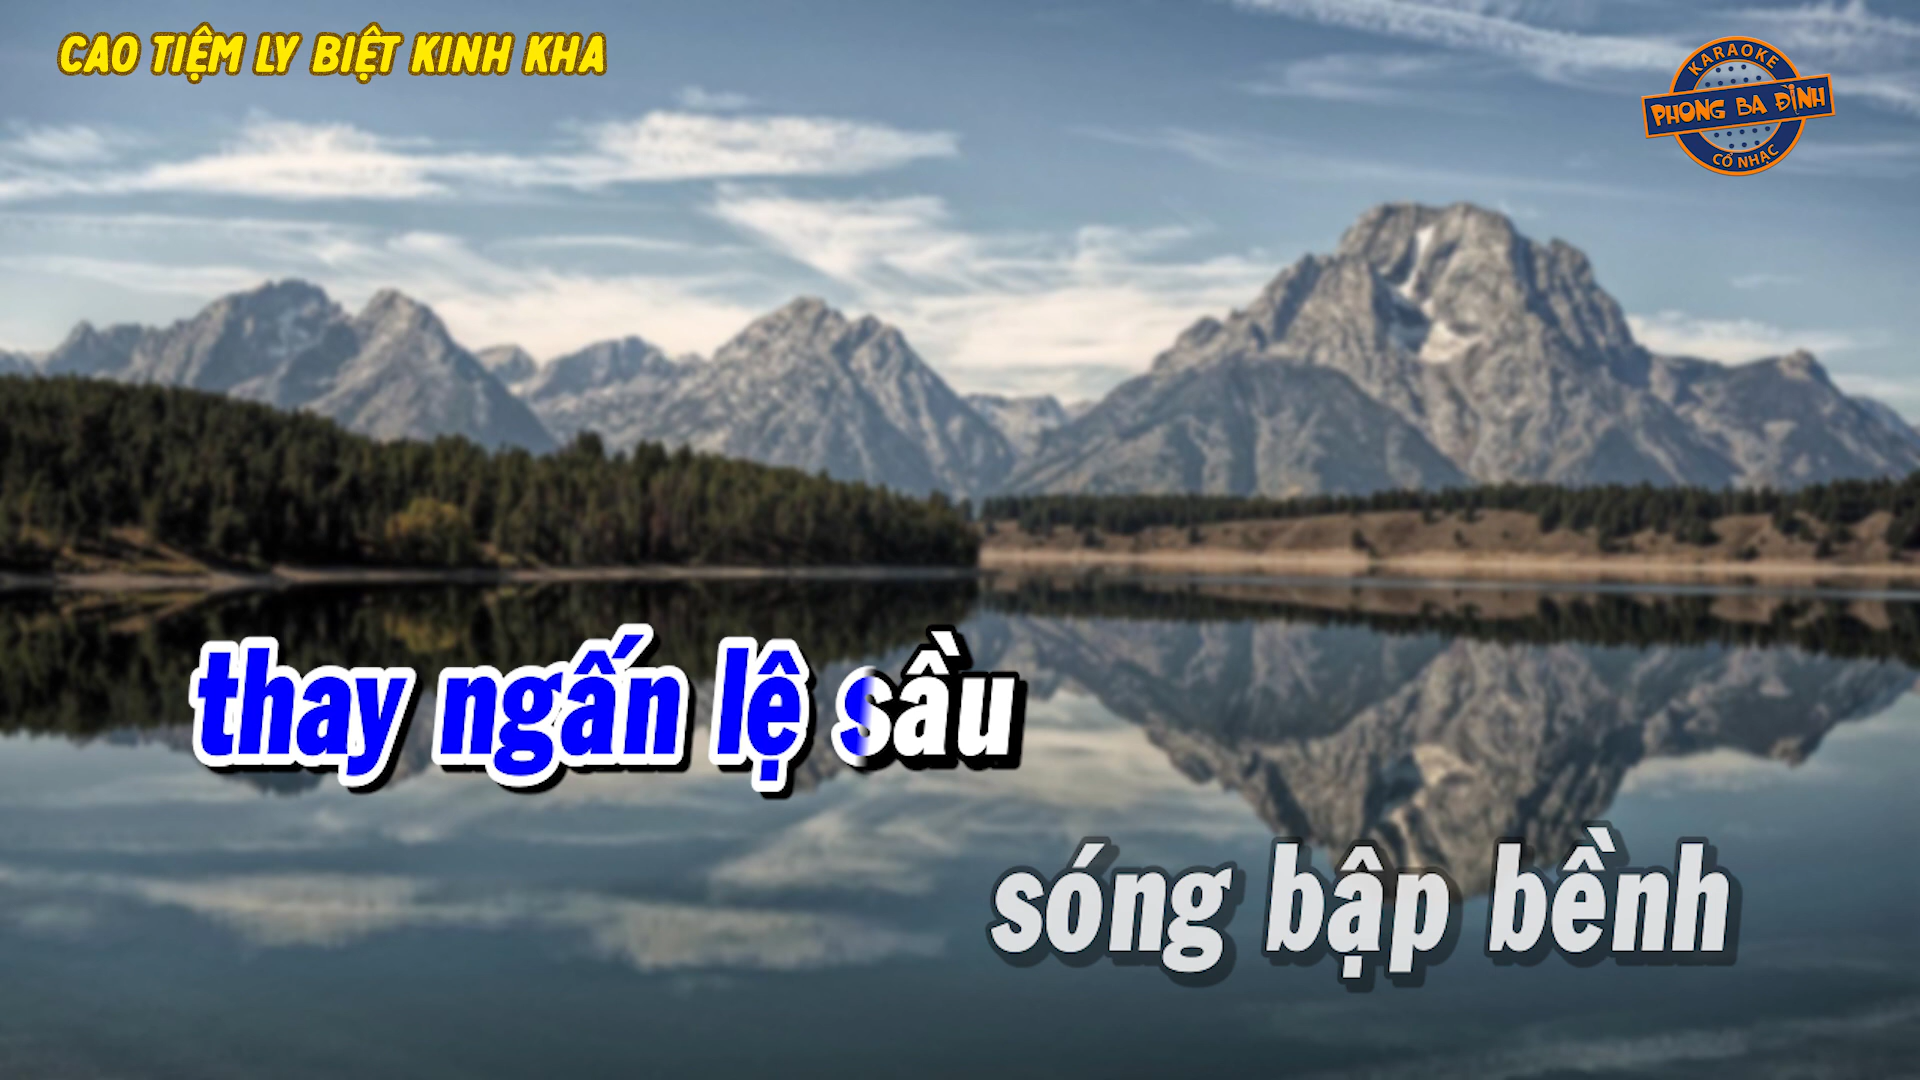 CAO TIỆM LY BIỆT KINH KHA
KARAOKE
PHONG BA ĐÌNH
CỔ NHẠC
thay ngấn lệ sầu
sóng bập bềnh